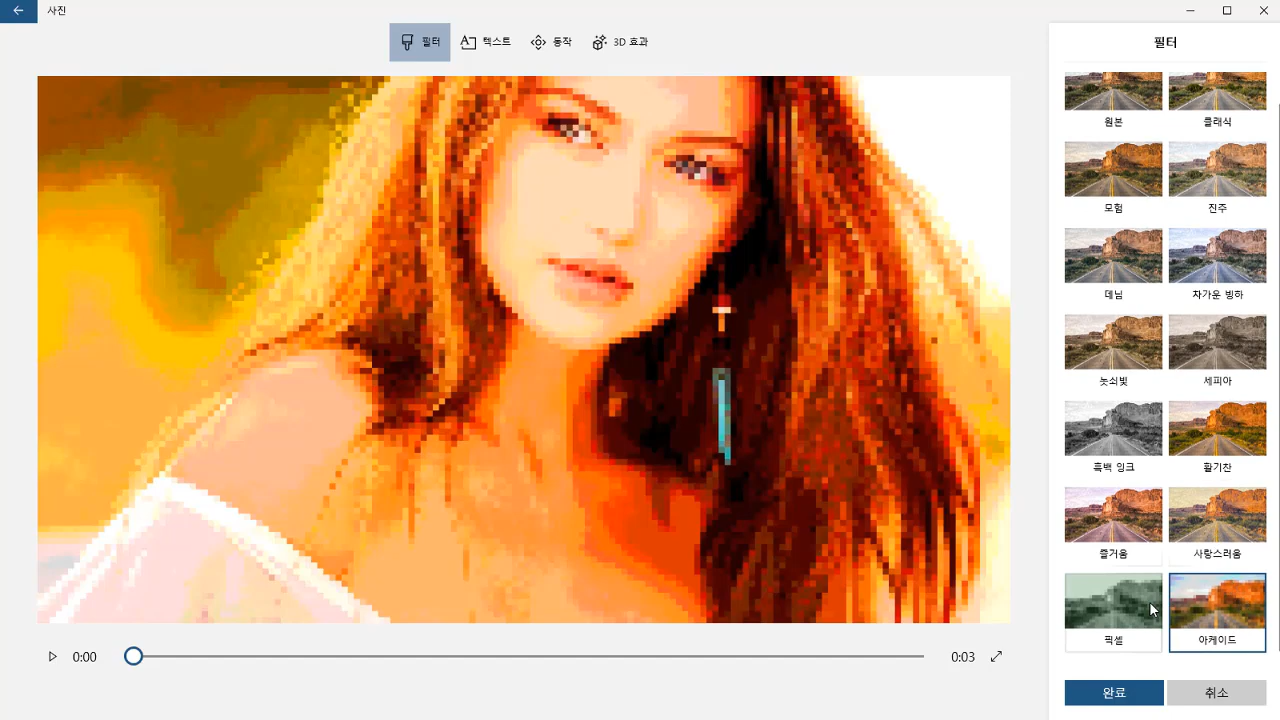 사진
필터
텍스트
동작
3D 효과
필터
원본
클래식
모험
진주
데님
차가운 빙하
놋쇠빛
세피아
흑백 잉크
활기찬
즐거움
사랑스러움
픽셀
아케이드
0:00
0:03
완료
취소